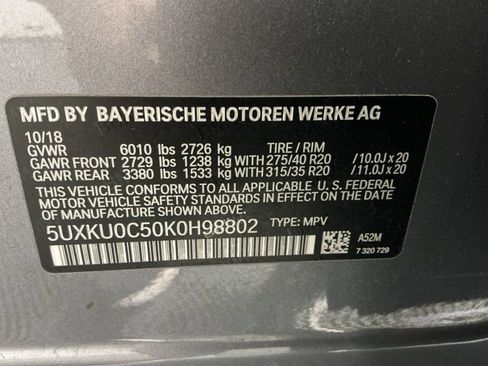 MFD BY BAYERISCHE MOTOREN WERKE AG
10/18
GVWR 6010 lbs 2726 kg TIRE / RIM
GAWR FRONT 2729 lbs 1238 kg WITH 275/40 R20 /10.0J x 20
GAWR REAR 3380 lbs 1533 kg WITH 315/35 R20 /11.0J x 20
THIS VEHICLE CONFORMS TO ALL APPLICABLE U. S. FEDERAL
MOTOR VEHICLE SAFETY STANDARDS IN EFFECT ON THE DATE OF
MANUFACTURE SHOWN ABOVE.
5UXKU0C50K0H98802 TYPE: MPV
A52M
7 320 729